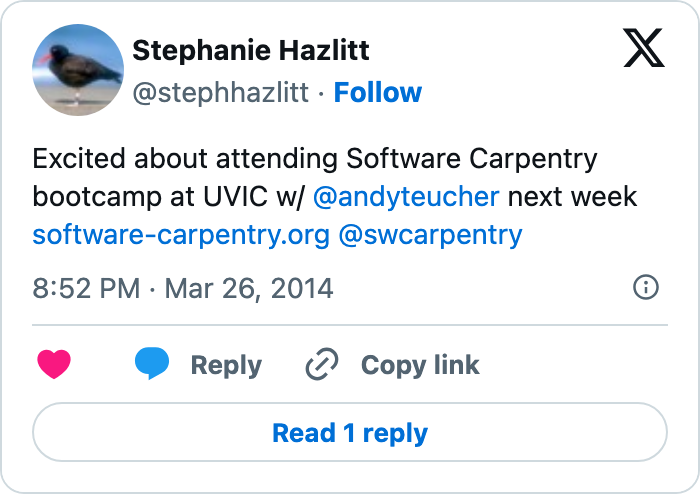 Stephanie Hazlitt
@stephhazlitt · Follow
Excited about attending Software Carpentry
bootcamp at UVIC w/ @andyteucher next week
software-carpentry.org @swcarpentry
8:52 PM · Mar 26, 2014
Reply
Copy link
Read 1 reply